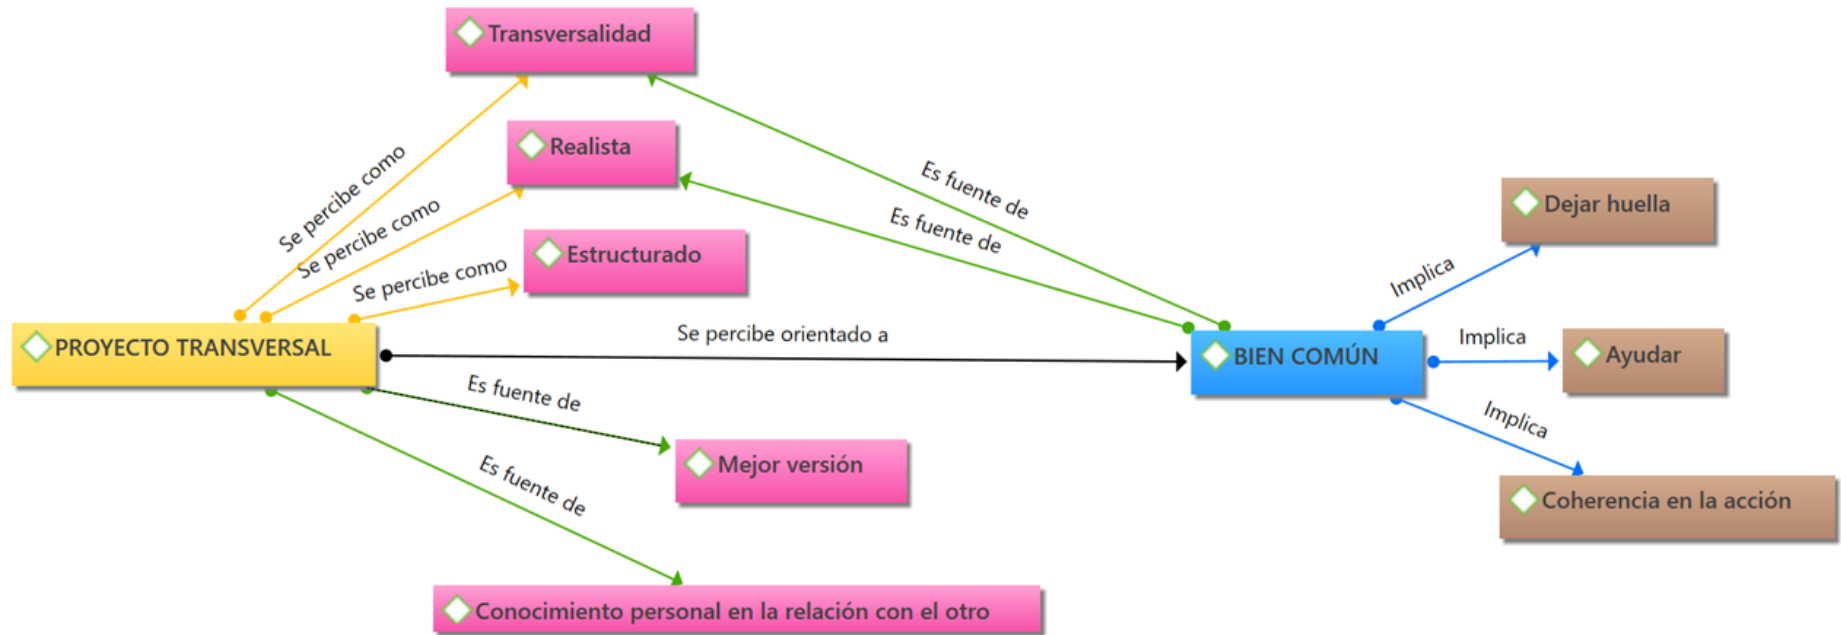 Transversalidad
Se percibe como
Realista
Es fuente de
Se percibe como
Es fuente de
Dejar huella
Estructurado
Se percibe como
Implica
PROYECTO TRANSVERSAL
Se percibe orientado a
BIEN COMÚN
Implica
Ayudar
Es fuente de
Implica
Mejor versión
Es fuente de
Coherencia en la acción
Conocimiento personal en la relación con el otro